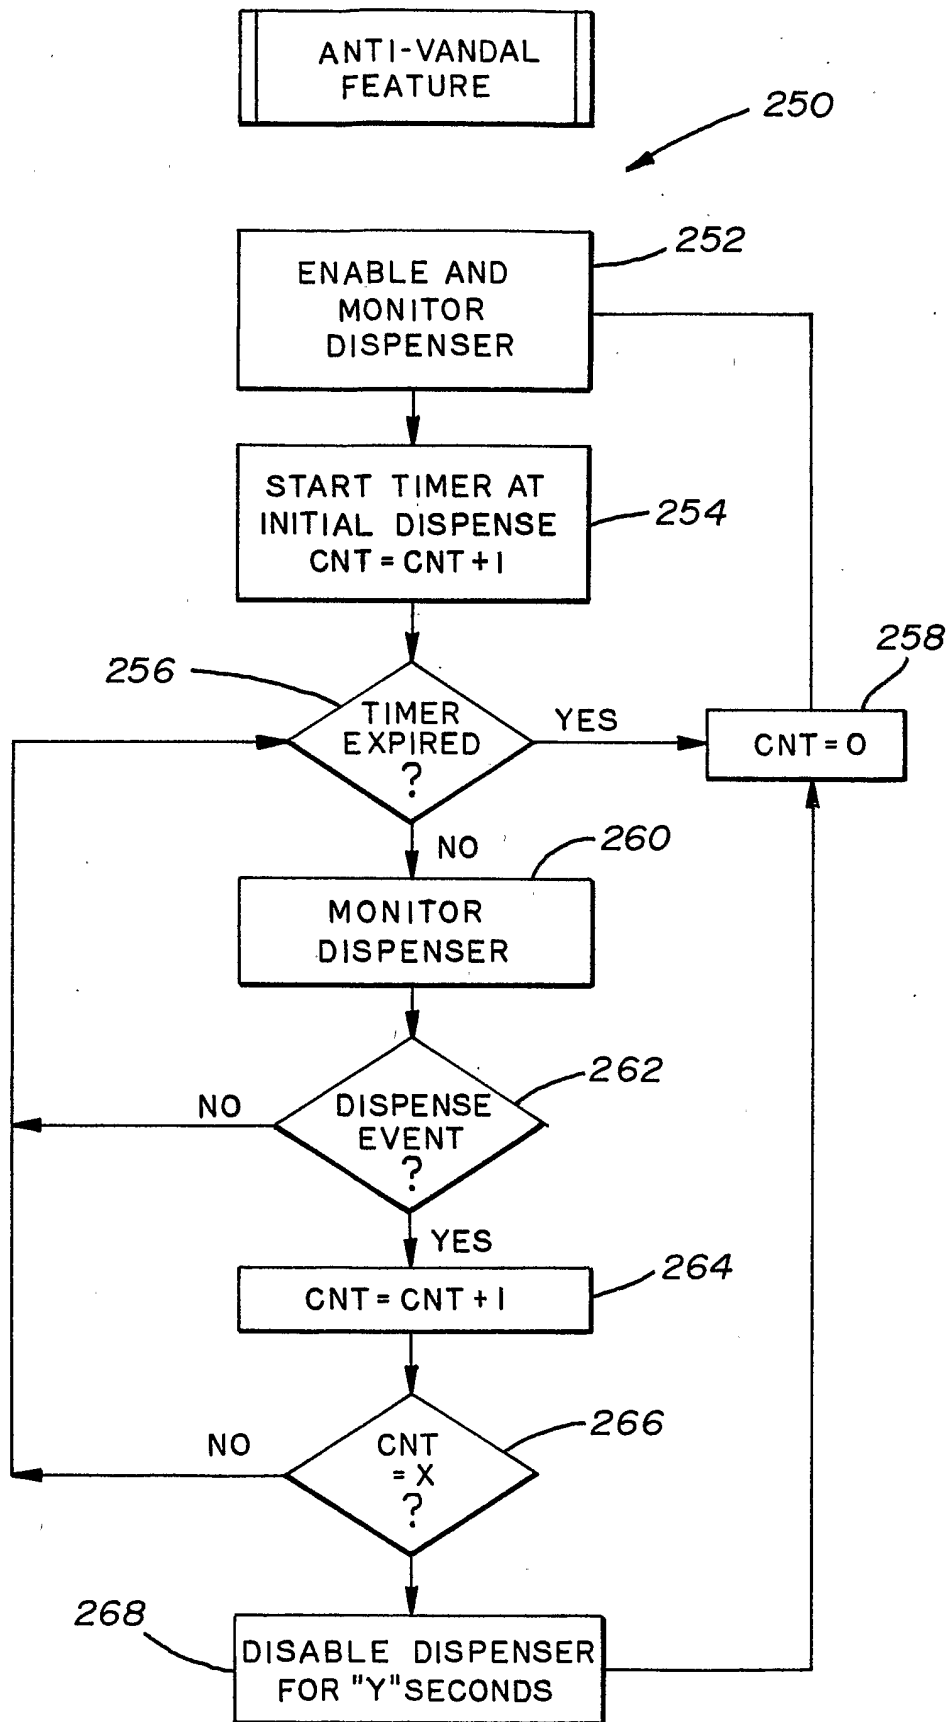 ANTI-VANDAL
FEATURE
250
252
ENABLE AND
MONITOR
DISPENSER
START TIMER AT
INITIAL DISPENSE
CNT = CNT + 1
254
256
TIMER
EXPIRED
?
YES
258
CNT = 0
NO
260
MONITOR
DISPENSER
262
DISPENSE
EVENT
?
NO
YES
264
CNT = CNT + 1
266
CNT
= X
?
NO
268
DISABLE DISPENSER
FOR "Y" SECONDS